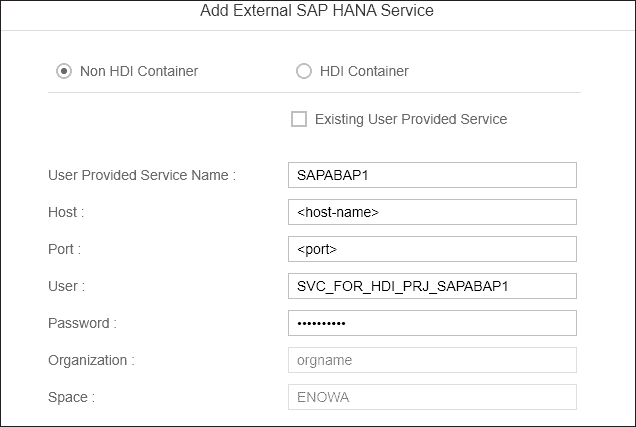 Add External SAP HANA Service
Non HDI Container HDI Container
Existing User Provided Service
User Provided Service Name : SAPABAP1
Host : <host-name>
Port : <port>
User : SVC_FOR_HDI_PRJ_SAPABAP1
Password : ••••••••••
Organization : orgname
Space : ENOWA